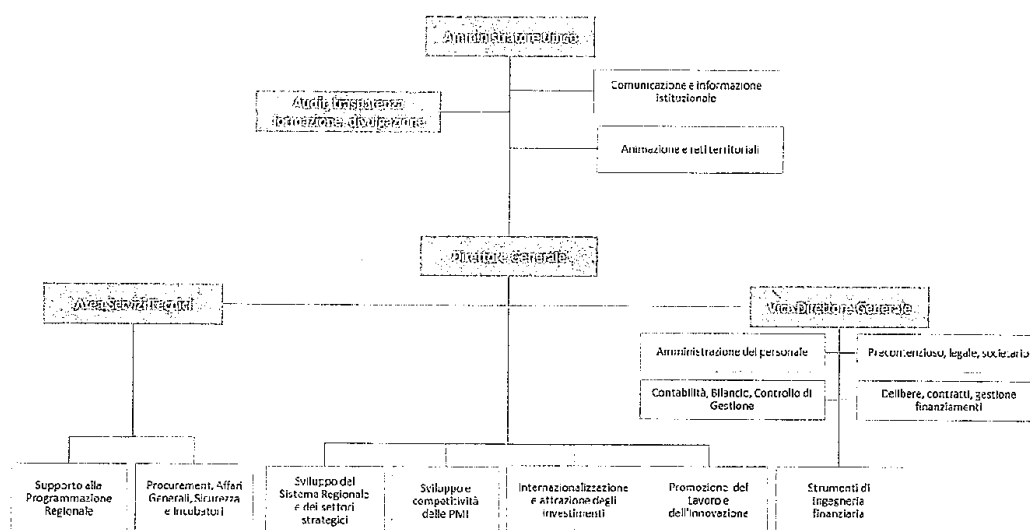 Amministratore Unico
Comunicazione e informazione
istituzionale
Audit, trasparenza
formazione, divulgazione
Animazione e reti territoriali
Direttore Generale
Area Servizi Tecnici
Vice Direttore Generale
Amministrazione del personale
Precontenzioso, legale, societario
Contabilità, Bilancio, Controllo di
Gestione
Delibere, contratti, gestione
finanziamenti
Supporto alla
Programmazione
Regionale
Procurement, Affari
Generali, Sicurezza
e Incubatori
Sviluppo del
Sistema Regionale
e dei settori
strategici
Sviluppo e
competitività
delle PMI
Internazionalizzazione
e attrazione degli
investimenti
Promozione del
Lavoro e
dell'innovazione
Strumenti di
Ingegneria
finanziaria